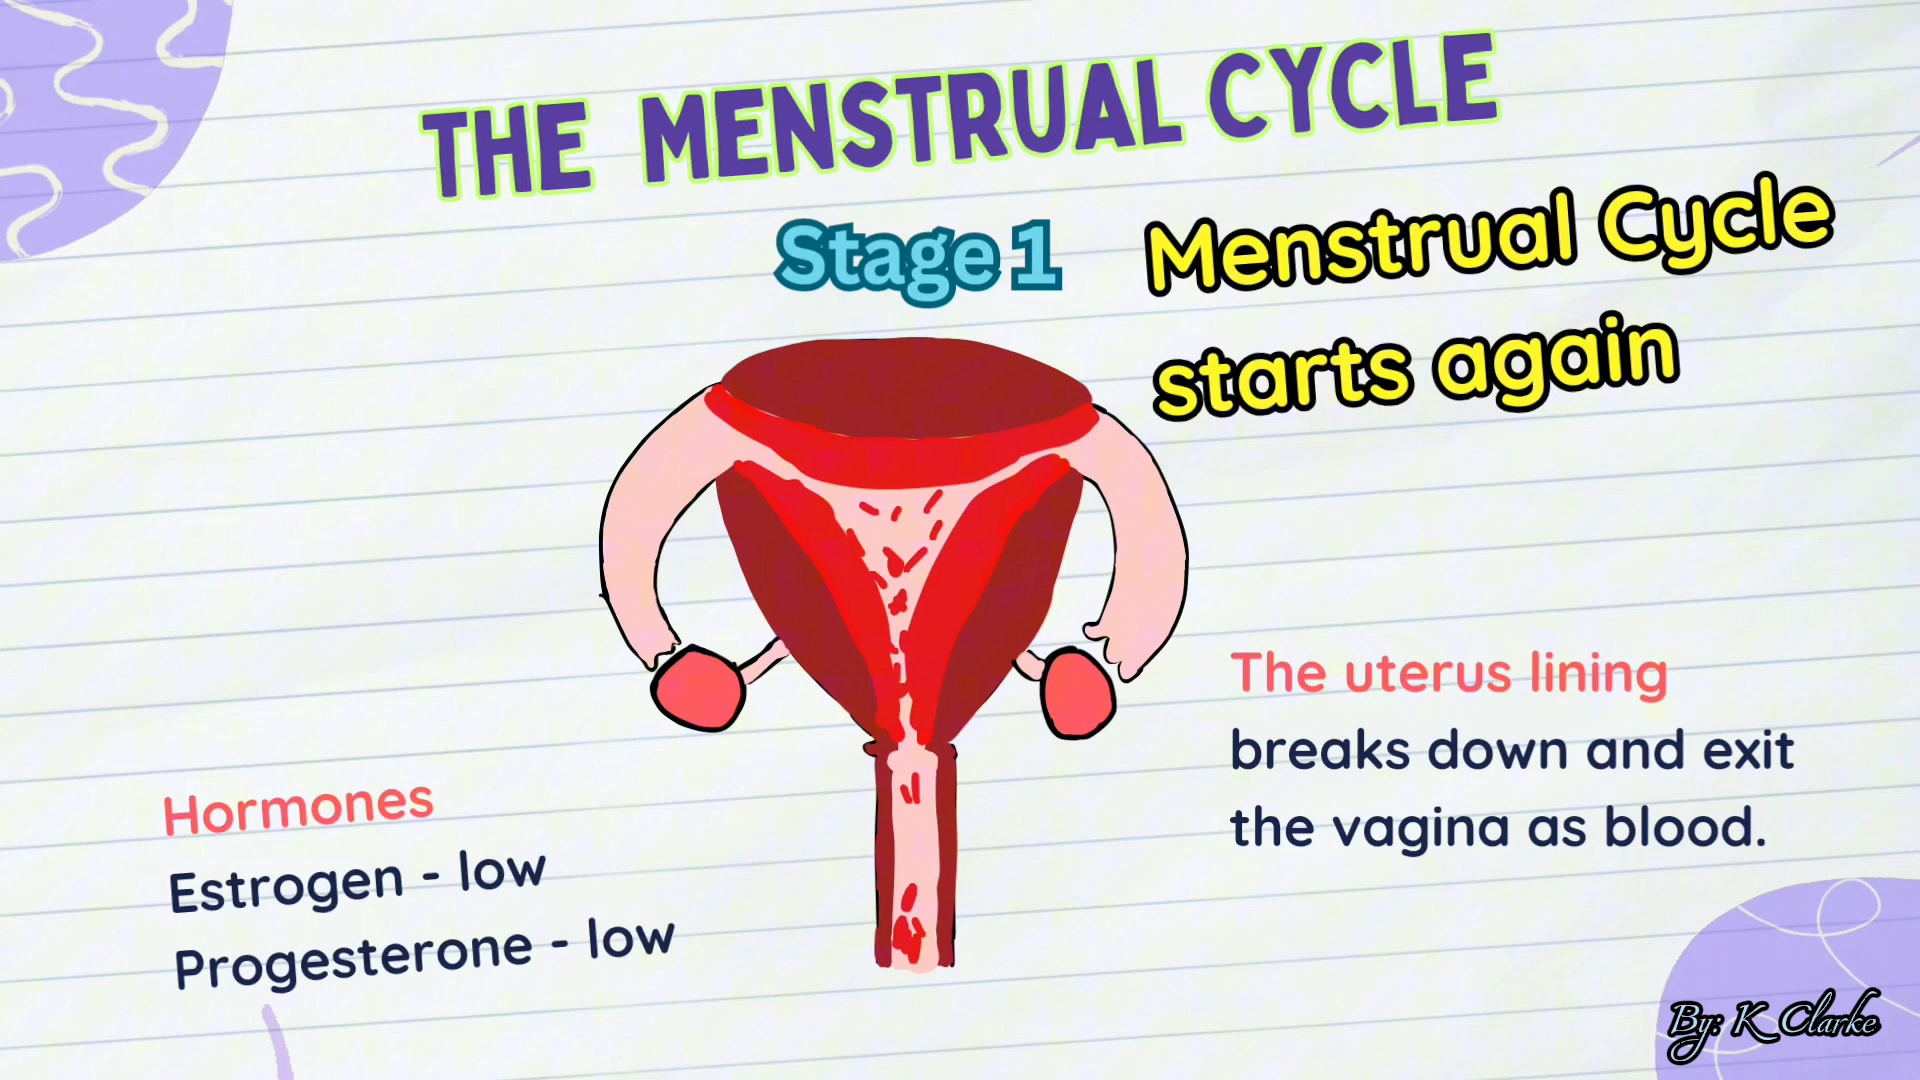 THE MENSTRUAL CYCLE
Stage 1
Menstrual Cycle
starts again
The uterus lining
breaks down and exit
the vagina as blood.
Hormones
Estrogen - low
Progesterone - low
By: K Clarke